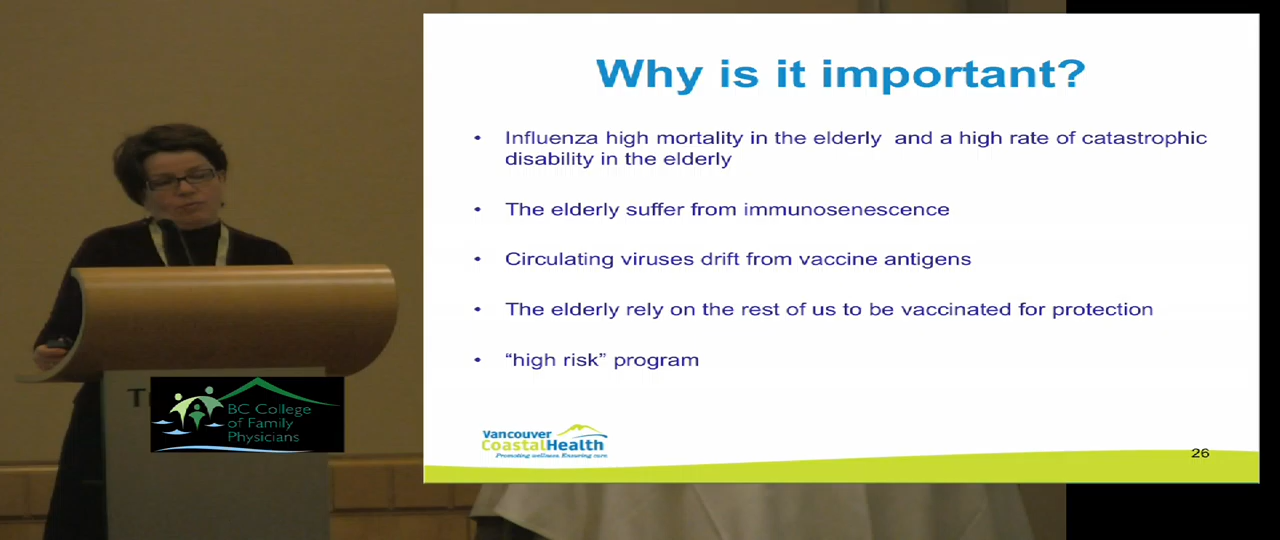 Why is it important?
• Influenza high mortality in the elderly and a high rate of catastrophic
disability in the elderly
• The elderly suffer from immunosenescence
• Circulating viruses drift from vaccine antigens
• The elderly rely on the rest of us to be vaccinated for protection
• “high risk” program
Vancouver
CoastalHealth
Promoting wellness. Ensuring care.
26
BC College
of Family
Physicians